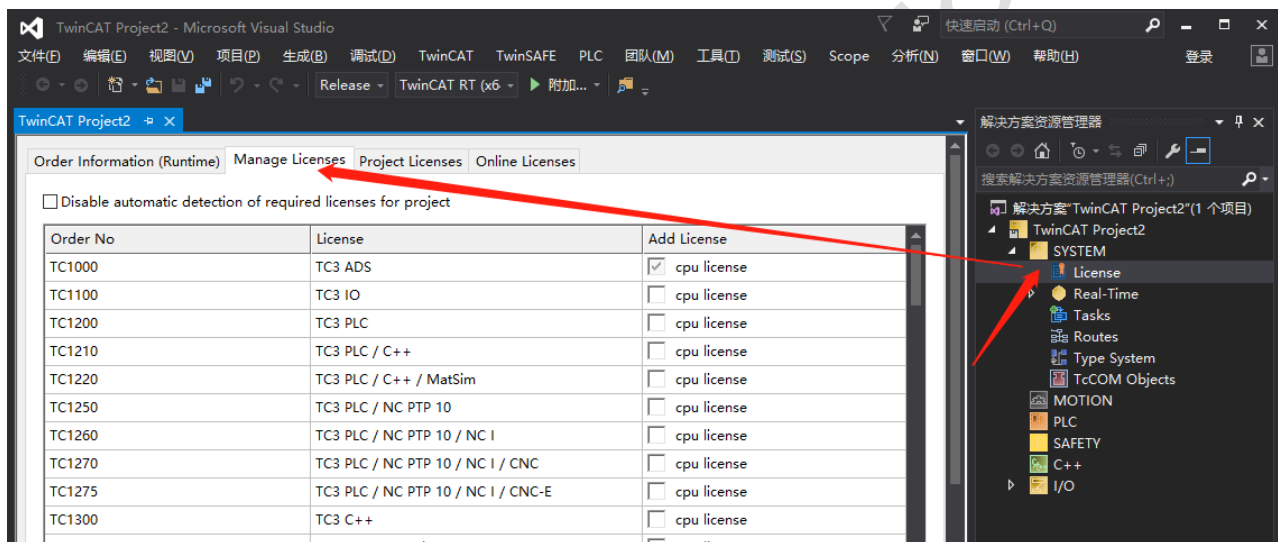 TwinCAT Project2 - Microsoft Visual Studio
快速启动 (Ctrl+Q)
文件(F) 编辑(E) 视图(V) 项目(P) 生成(B) 调试(D) TwinCAT TwinSAFE PLC 团队(M) 工具(T) 测试(S) Scope 分析(N) 窗口(W) 帮助(H) 登录
Release TwinCAT RT (x6 附加...
TwinCAT Project2
Order Information (Runtime) Manage Licenses Project Licenses Online Licenses
Disable automatic detection of required licenses for project
Order No License Add License
TC1000 TC3 ADS cpu license
TC1100 TC3 IO cpu license
TC1200 TC3 PLC cpu license
TC1210 TC3 PLC / C++ cpu license
TC1220 TC3 PLC / C++ / MatSim cpu license
TC1250 TC3 PLC / NC PTP 10 cpu license
TC1260 TC3 PLC / NC PTP 10 / NC I cpu license
TC1270 TC3 PLC / NC PTP 10 / NC I / CNC cpu license
TC1275 TC3 PLC / NC PTP 10 / NC I / CNC-E cpu license
TC1300 TC3 C++ cpu license
解决方案资源管理器
搜索解决方案资源管理器(Ctrl+;)
解决方案"TwinCAT Project2"(1 个项目)
TwinCAT Project2
SYSTEM
License
Real-Time
Tasks
Routes
Type System
TcCOM Objects
MOTION
PLC
SAFETY
C++
I/O